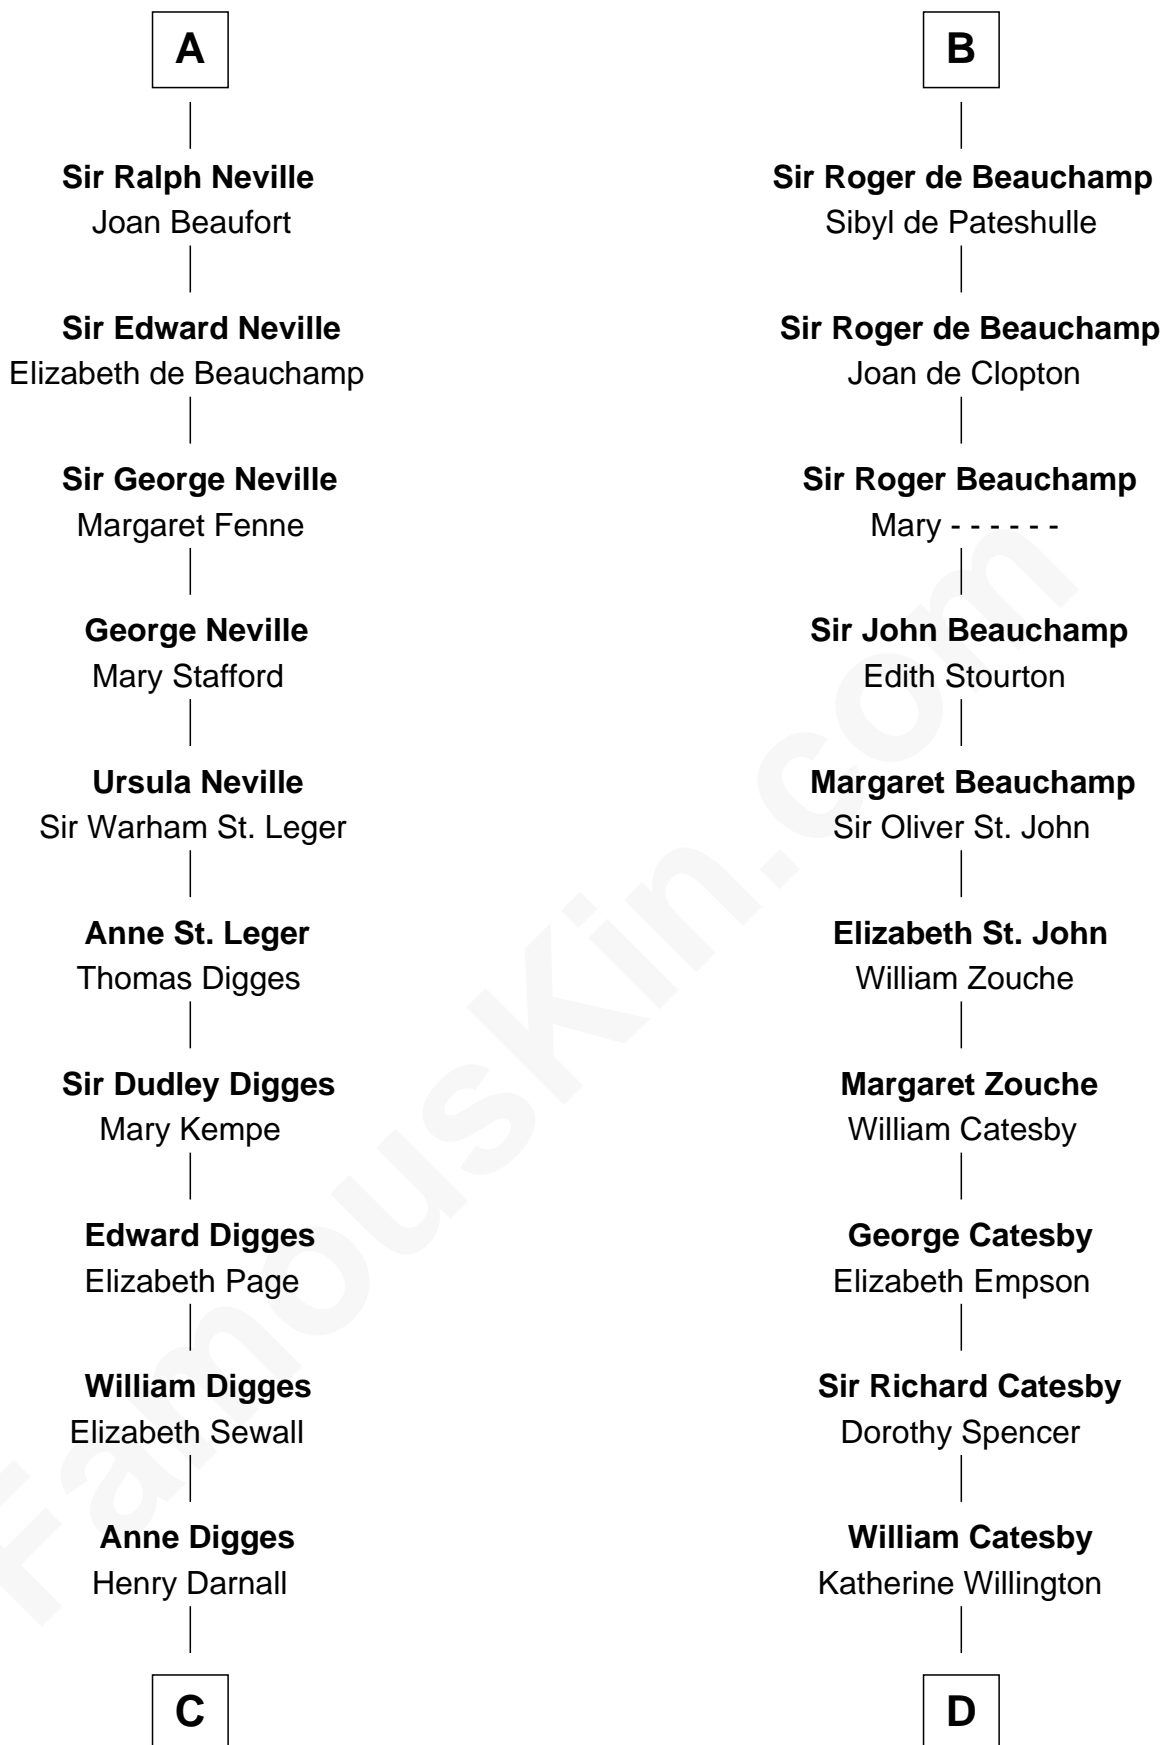 A
Sir Ralph Neville
Joan Beaufort
Sir Edward Neville
Elizabeth de Beauchamp
Sir George Neville
Margaret Fenne
George Neville
Mary Stafford
Ursula Neville
Sir Warham St. Leger
Anne St. Leger
Thomas Digges
Sir Dudley Digges
Mary Kempe
Edward Digges
Elizabeth Page
William Digges
Elizabeth Sewall
Anne Digges
Henry Darnall
C
B
Sir Roger de Beauchamp
Sibyl de Pateshulle
Sir Roger de Beauchamp
Joan de Clopton
Sir Roger Beauchamp
Mary - - - - - -
Sir John Beauchamp
Edith Stourton
Margaret Beauchamp
Sir Oliver St. John
Elizabeth St. John
William Zouche
Margaret Zouche
William Catesby
George Catesby
Elizabeth Empson
Sir Richard Catesby
Dorothy Spencer
William Catesby
Katherine Willington
D
FamousKin.com